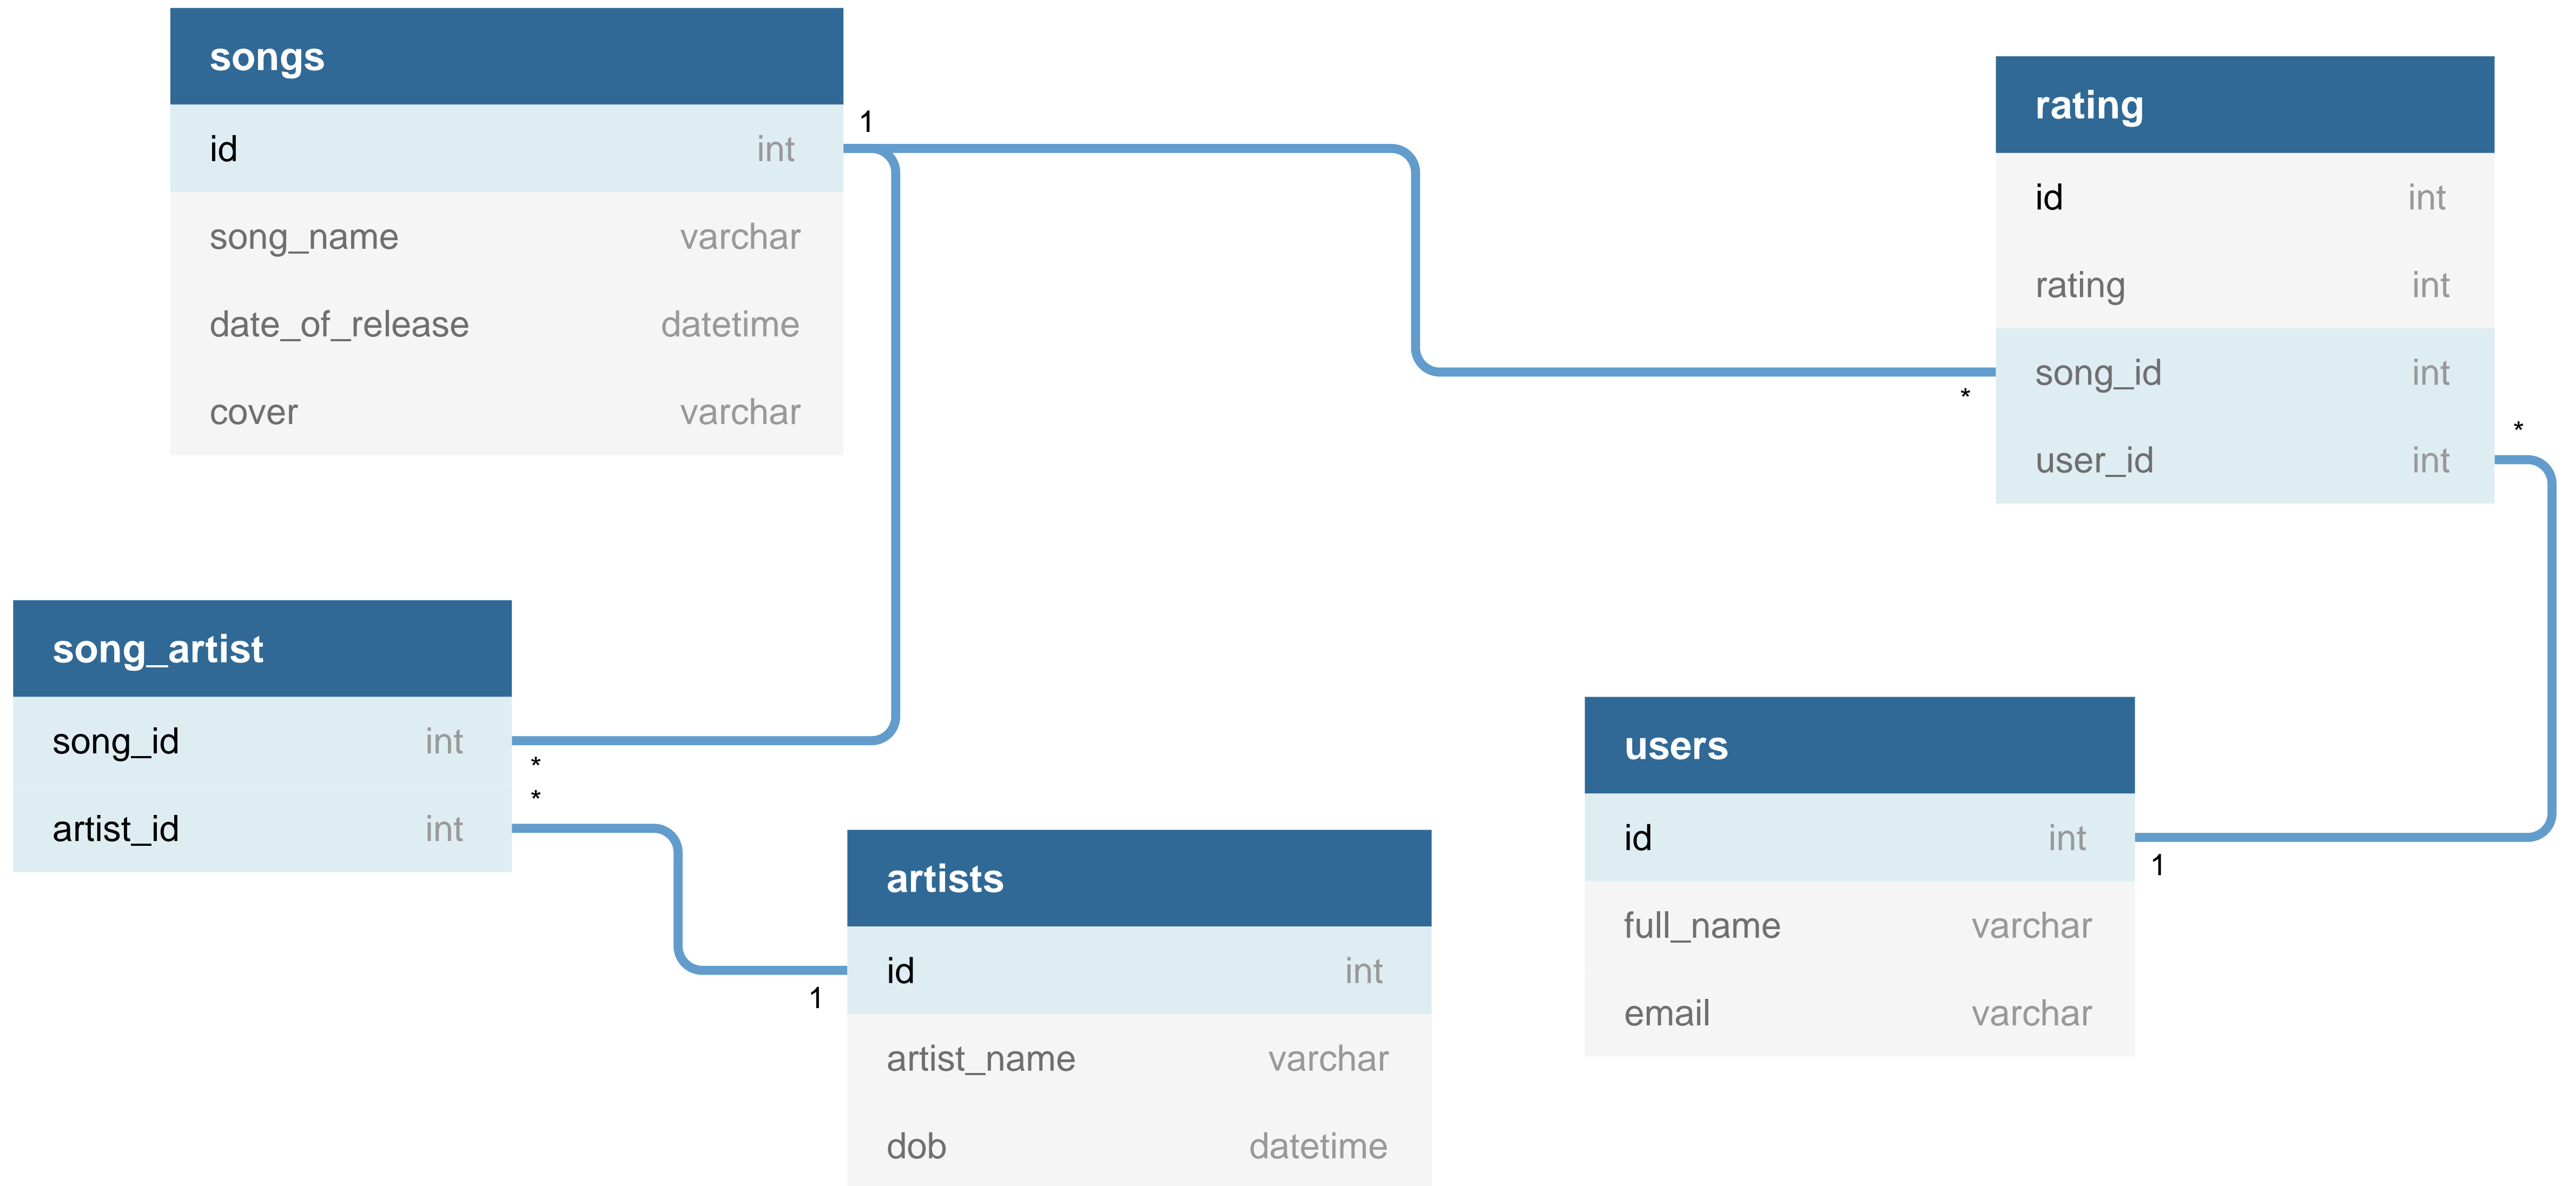 songs
id int
song_name varchar
date_of_release datetime
cover varchar
1
rating
id int
rating int
song_id int
user_id int
*
*
song_artist
song_id int
artist_id int
*
*
artists
id int
artist_name varchar
dob datetime
1
users
id int
full_name varchar
email varchar
1